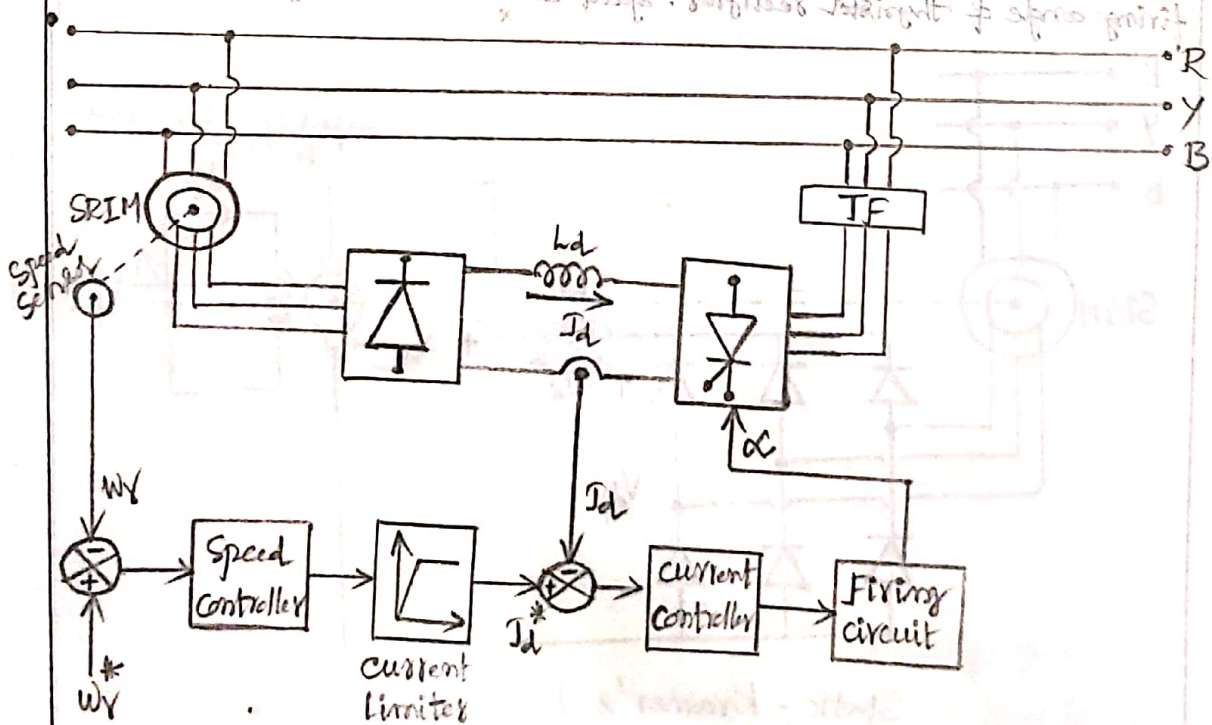 R
Y
B
SRIM
TF
Speed
Sensor
Ld
Id
α
Wr
Id
Speed
controller
current
controller
Firing
circuit
Id*
Wr*
current
limiter